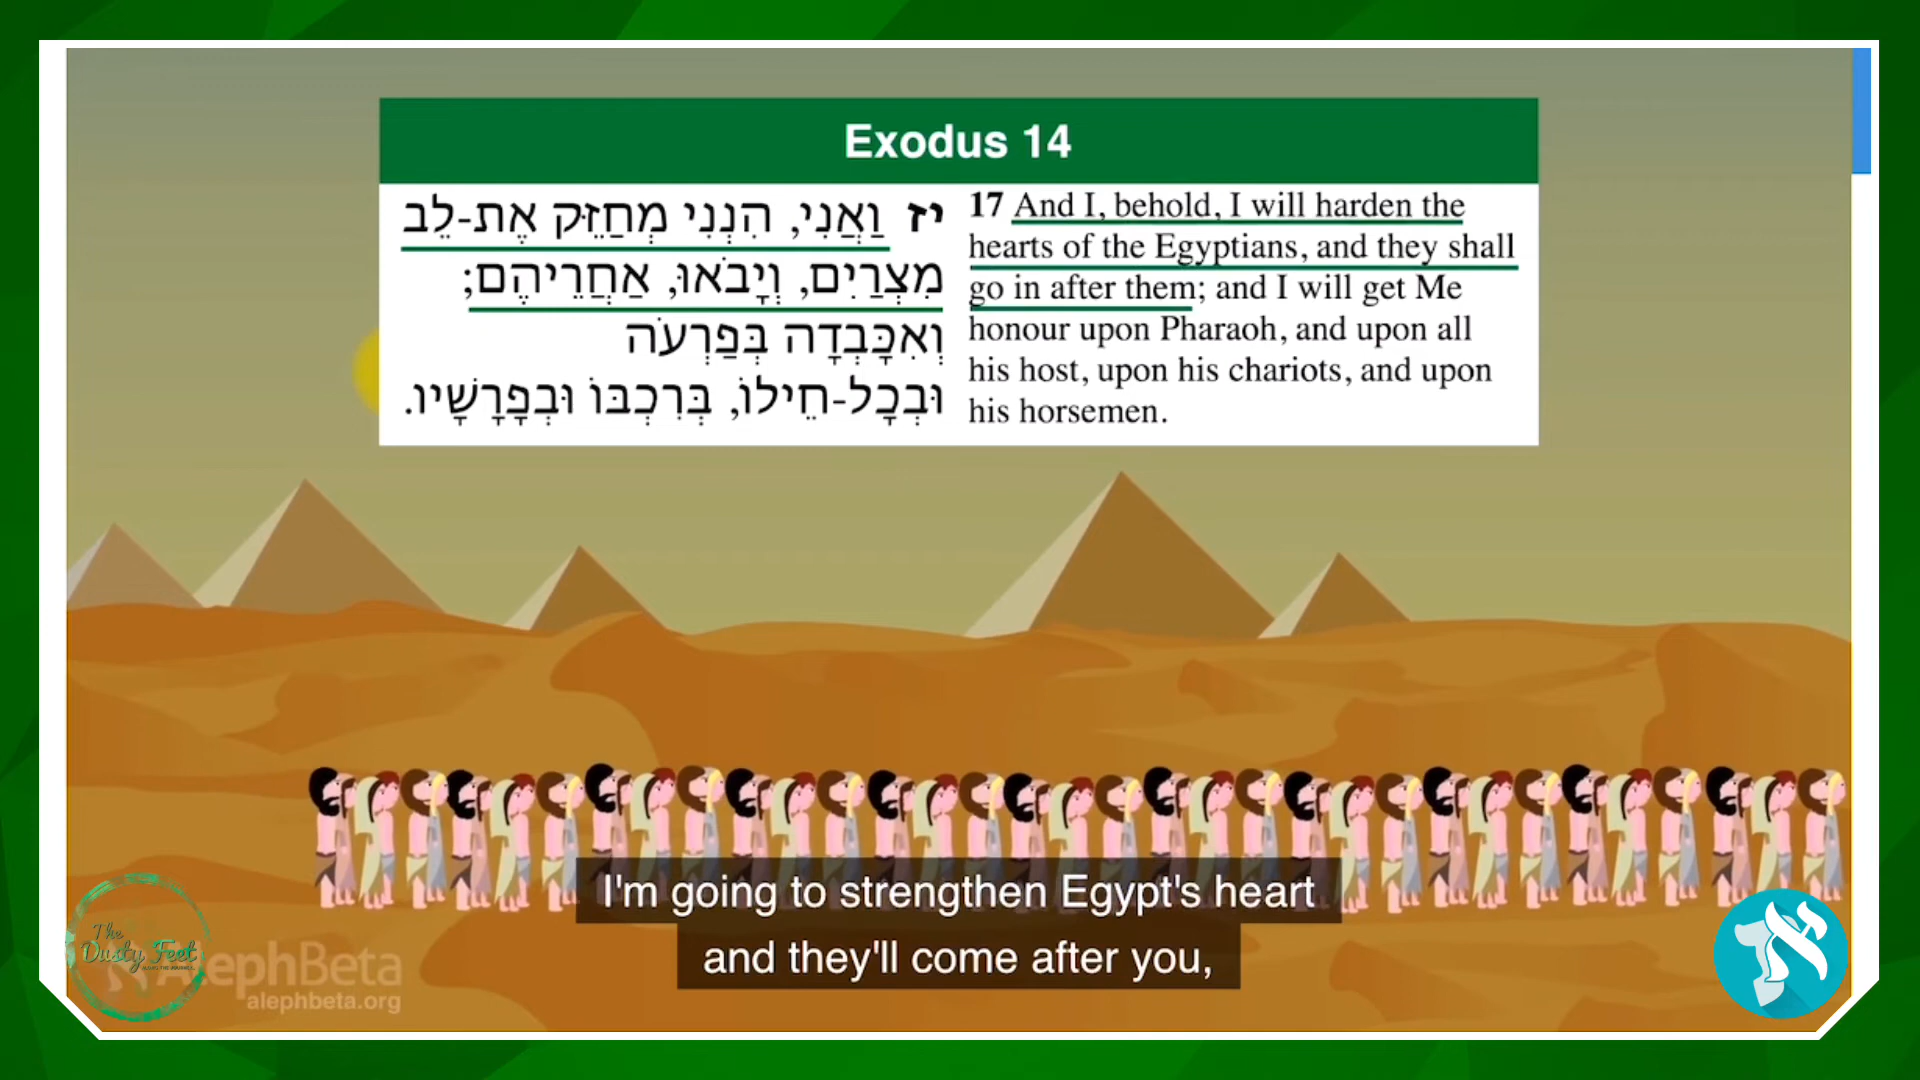 Exodus 14
יז וַאֲנִי, הִנְנִי מְחַזֵּק אֶת-לֵב
מִצְרַיִם, וְיָבֹאוּ, אַחֲרֵיהֶם;
וְאִכָּבְדָה בְּפַרְעֹה
וּבְכָל-חֵילוֹ, בְּרִכְבּוֹ וּבְפָרָשָׁיו.
17 And I, behold, I will harden the
hearts of the Egyptians, and they shall
go in after them; and I will get Me
honour upon Pharaoh, and upon all
his host, upon his chariots, and upon
his horsemen.
I'm going to strengthen Egypt's heart
and they'll come after you,
The
Dusty Feet
AlephBeta
alephbeta.org
א